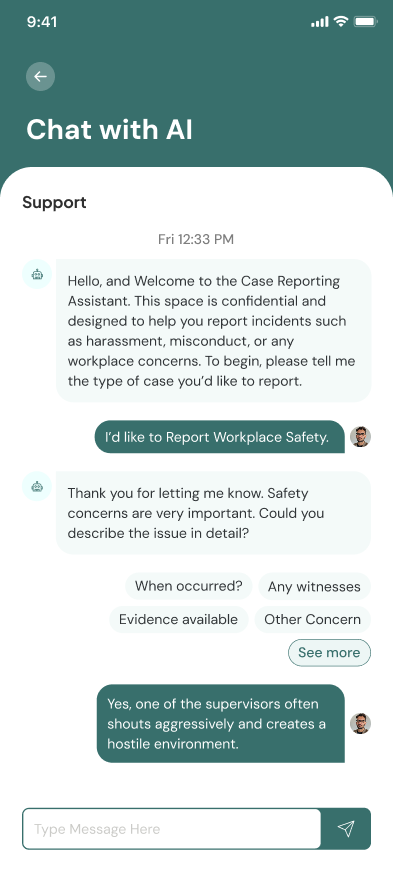 9:41
Chat with AI
Support
Fri 12:33 PM
Hello, and Welcome to the Case Reporting
Assistant. This space is confidential and
designed to help you report incidents such
as harassment, misconduct, or any
workplace concerns. To begin, please tell me
the type of case you’d like to report.
I’d like to Report Workplace Safety.
Thank you for letting me know. Safety
concerns are very important. Could you
describe the issue in detail?
When occurred? Any witnesses
Evidence available Other Concern
See more
Yes, one of the supervisors often
shouts aggressively and creates a
hostile environment.
Type Message Here